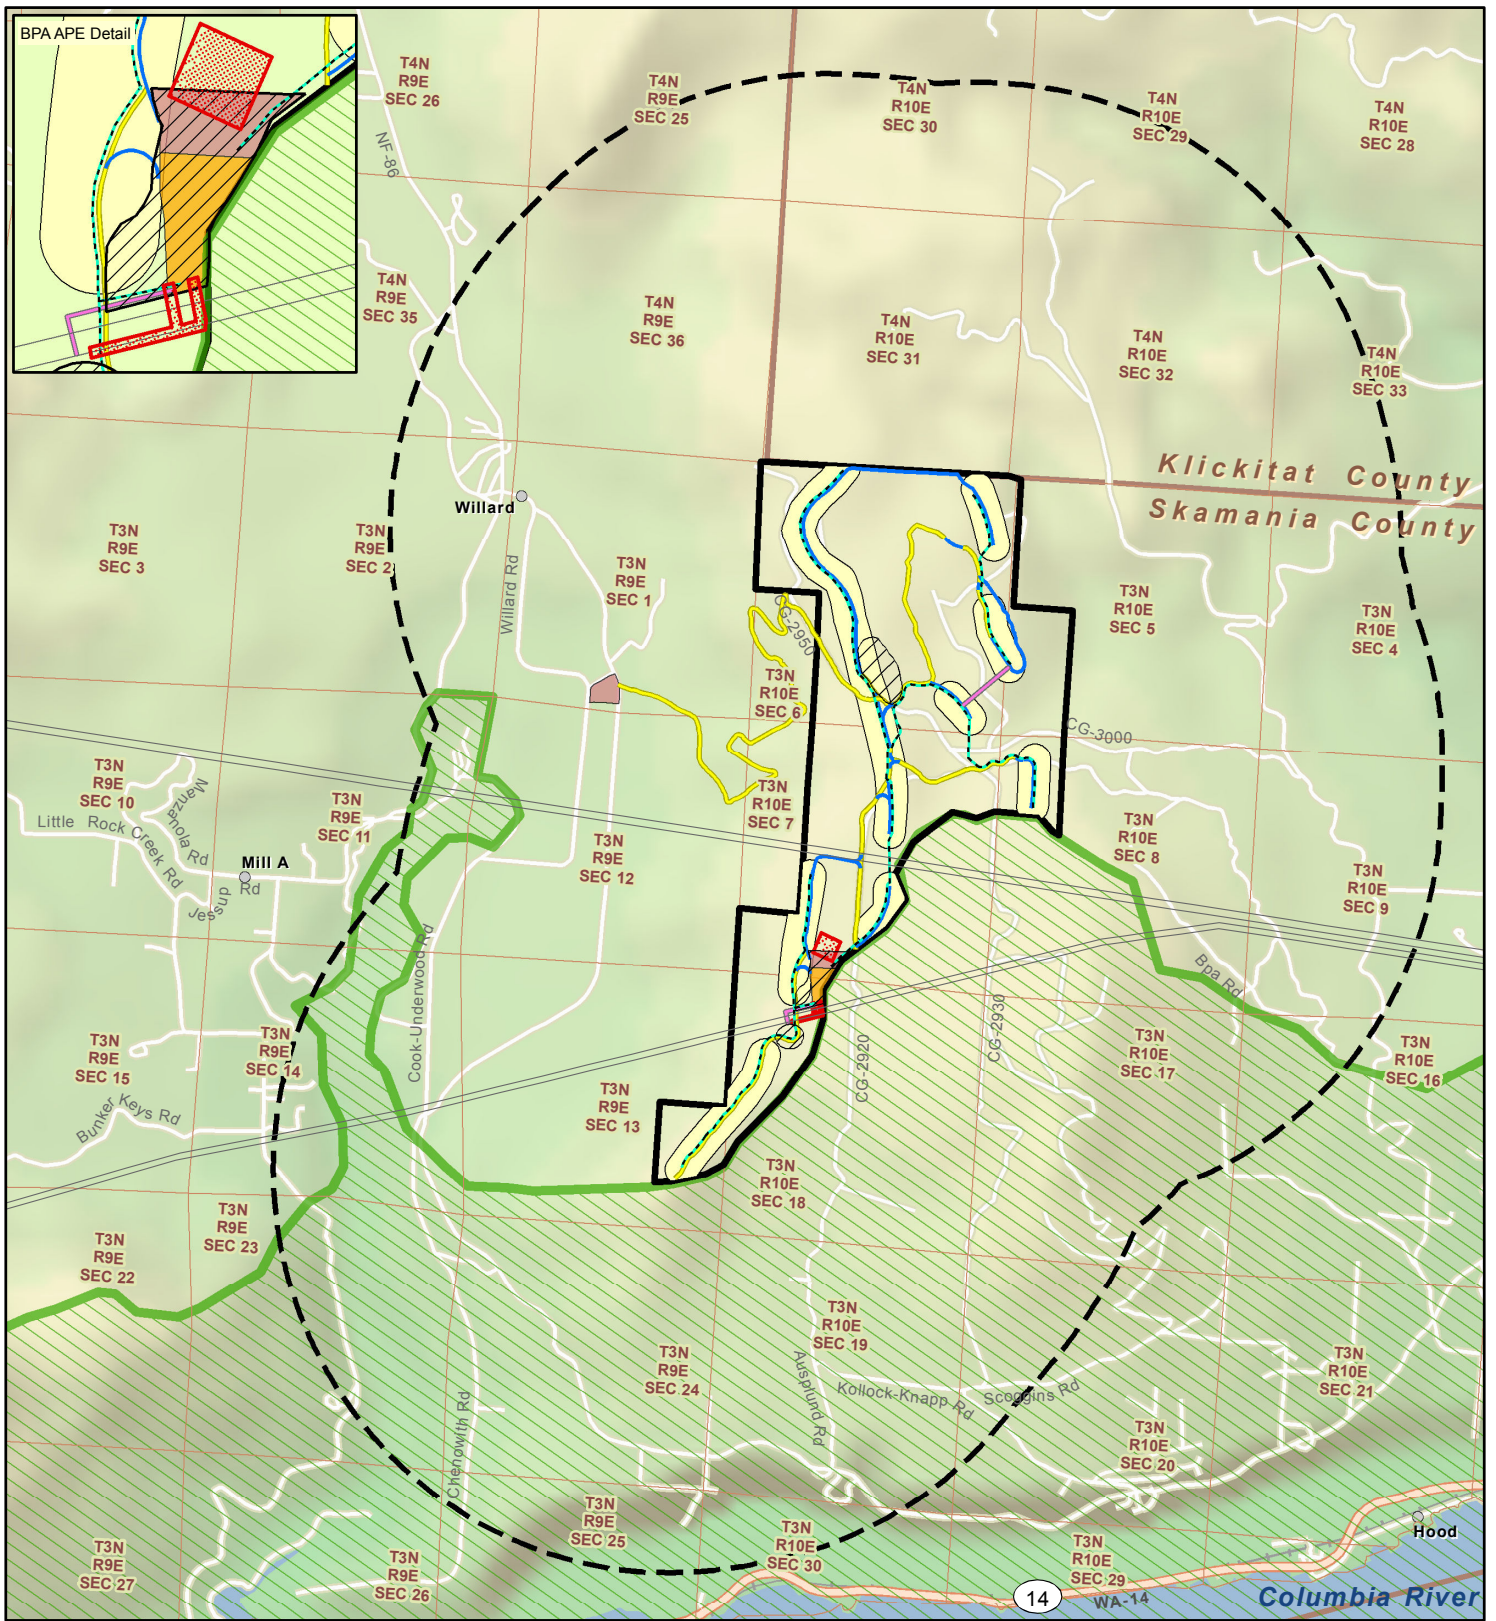 BPA APE Detail
T4N
R9E
SEC 26
T4N
R9E
SEC 25
T4N
R10E
SEC 30
T4N
R10E
SEC 29
T4N
R10E
SEC 28
NF-86
T4N
R9E
SEC 35
T4N
R9E
SEC 36
T4N
R10E
SEC 31
T4N
R10E
SEC 32
T4N
R10E
SEC 33
Klickitat County
Skamania County
Willard
T3N
R9E
SEC 3
T3N
R9E
SEC 2
Willard Rd
T3N
R9E
SEC 1
CG-2950
T3N
R10E
SEC 6
T3N
R10E
SEC 5
T3N
R10E
SEC 4
CG-3000
T3N
R9E
SEC 10
Manzanola Rd
Little Rock Creek Rd
T3N
R9E
SEC 11
Mill A
Jessup Rd
T3N
R9E
SEC 12
T3N
R10E
SEC 7
T3N
R10E
SEC 8
T3N
R10E
SEC 9
Bpa Rd
Cook-Underwood Rd
T3N
R9E
SEC 15
T3N
R9E
SEC 14
Bunker Keys Rd
T3N
R9E
SEC 13
CG-2920
CG-2930
T3N
R10E
SEC 17
T3N
R10E
SEC 16
T3N
R10E
SEC 18
T3N
R9E
SEC 22
T3N
R9E
SEC 23
T3N
R9E
SEC 24
T3N
R10E
SEC 19
Ausplund Rd
Kollock-Knapp Rd
Scoggins Rd
T3N
R10E
SEC 21
T3N
R10E
SEC 20
Chenowith Rd
T3N
R9E
SEC 27
T3N
R9E
SEC 26
T3N
R9E
SEC 25
T3N
R10E
SEC 30
T3N
R10E
SEC 29
Hood
14
WA-14
Columbia River